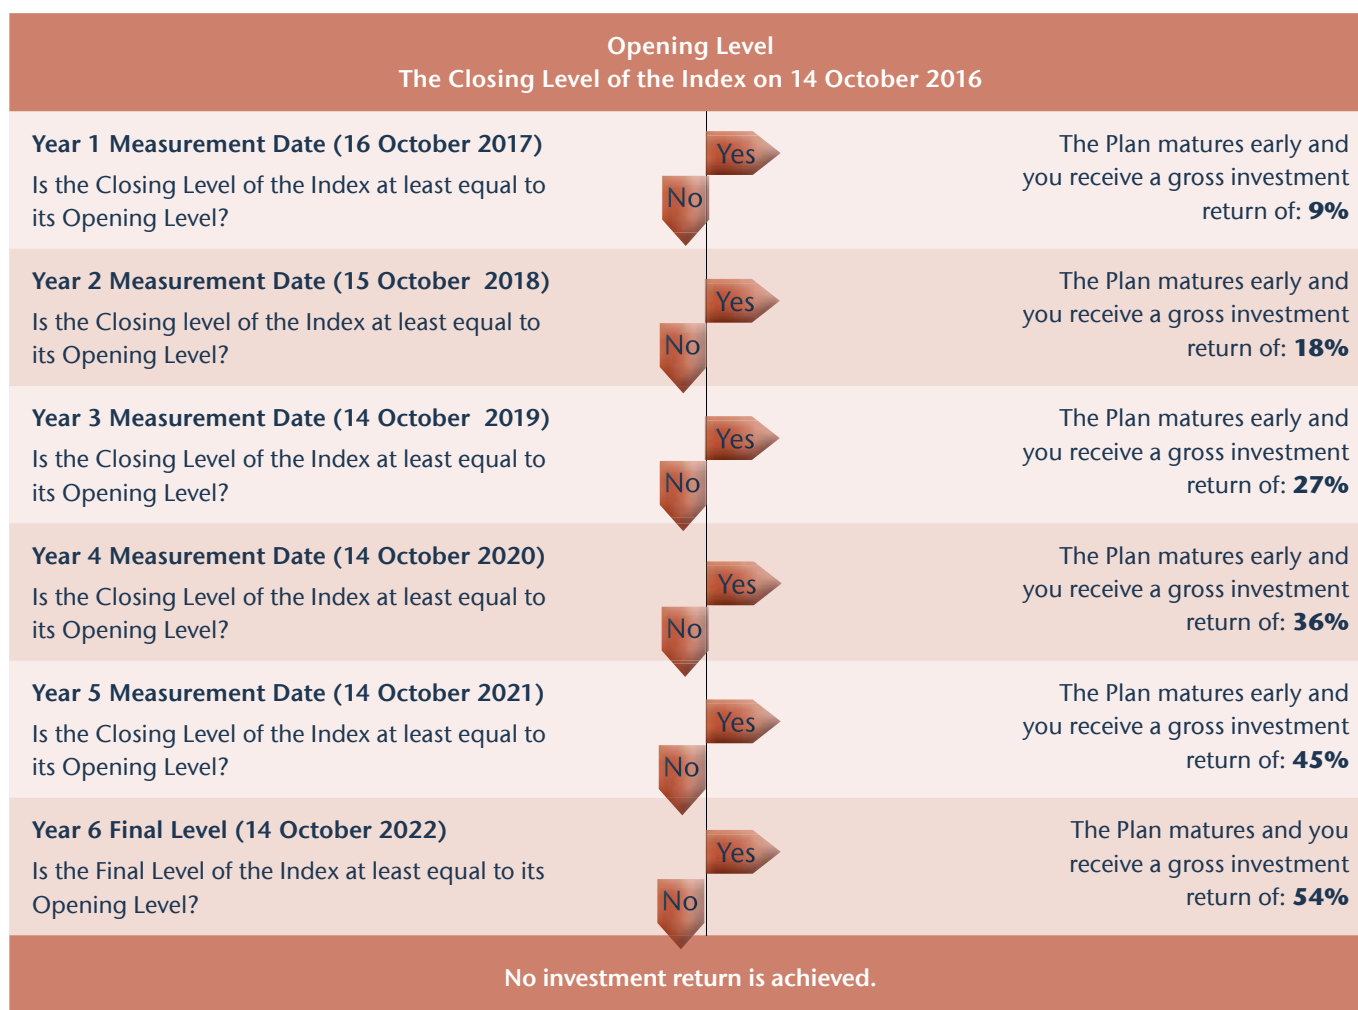 Opening Level
The Closing Level of the Index on 14 October 2016
Year 1 Measurement Date (16 October 2017)
Is the Closing Level of the Index at least equal to
its Opening Level?
Yes
No
The Plan matures early and
you receive a gross investment
return of: 9%
Year 2 Measurement Date (15 October  2018)
Is the Closing level of the Index at least equal to
its Opening Level?
Yes
No
The Plan matures early and
you receive a gross investment
return of: 18%
Year 3 Measurement Date (14 October  2019)
Is the Closing Level of the Index at least equal to
its Opening Level?
Yes
No
The Plan matures early and
you receive a gross investment
return of: 27%
Year 4 Measurement Date (14 October 2020)
Is the Closing Level of the Index at least equal to
its Opening Level?
Yes
No
The Plan matures early and
you receive a gross investment
return of: 36%
Year 5 Measurement Date (14 October 2021)
Is the Closing Level of the Index at least equal to
its Opening Level?
Yes
No
The Plan matures early and
you receive a gross investment
return of: 45%
Year 6 Final Level (14 October 2022)
Is the Final Level of the Index at least equal to its
Opening Level?
Yes
No
The Plan matures and you
receive a gross investment
return of: 54%
No investment return is achieved.